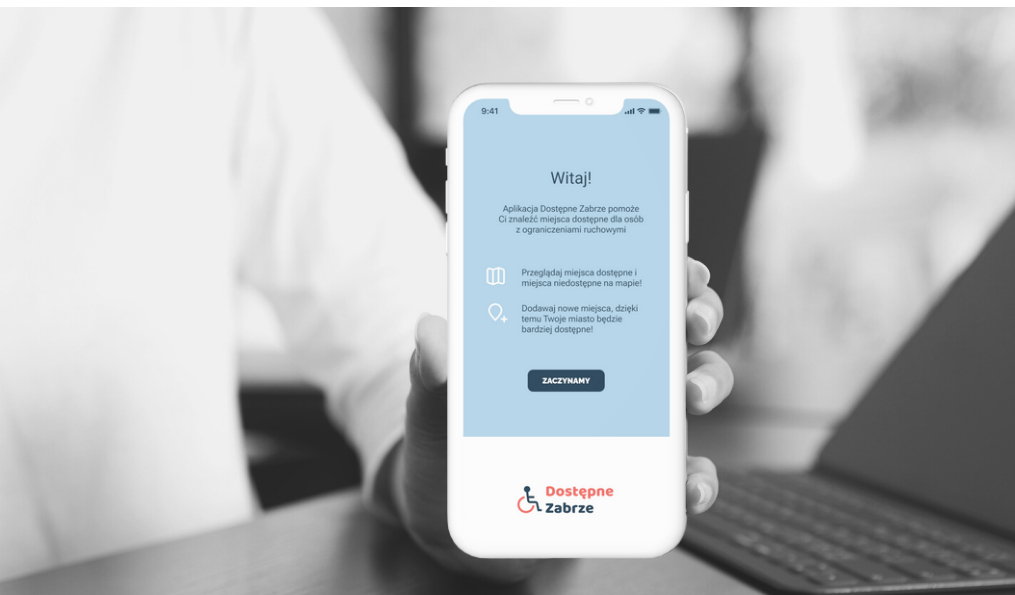 9:41
Witaj!
Aplikacja Dostępne Zabrze pomoże
Ci znaleźć miejsca dostępne dla osób
z ograniczeniami ruchowymi
Przeglądaj miejsca dostępne i
miejsca niedostępne na mapie!
Dodawaj nowe miejsca, dzięki
temu Twoje miasto będzie
bardziej dostępne!
ZACZYNAMY
Dostępne
Zabrze